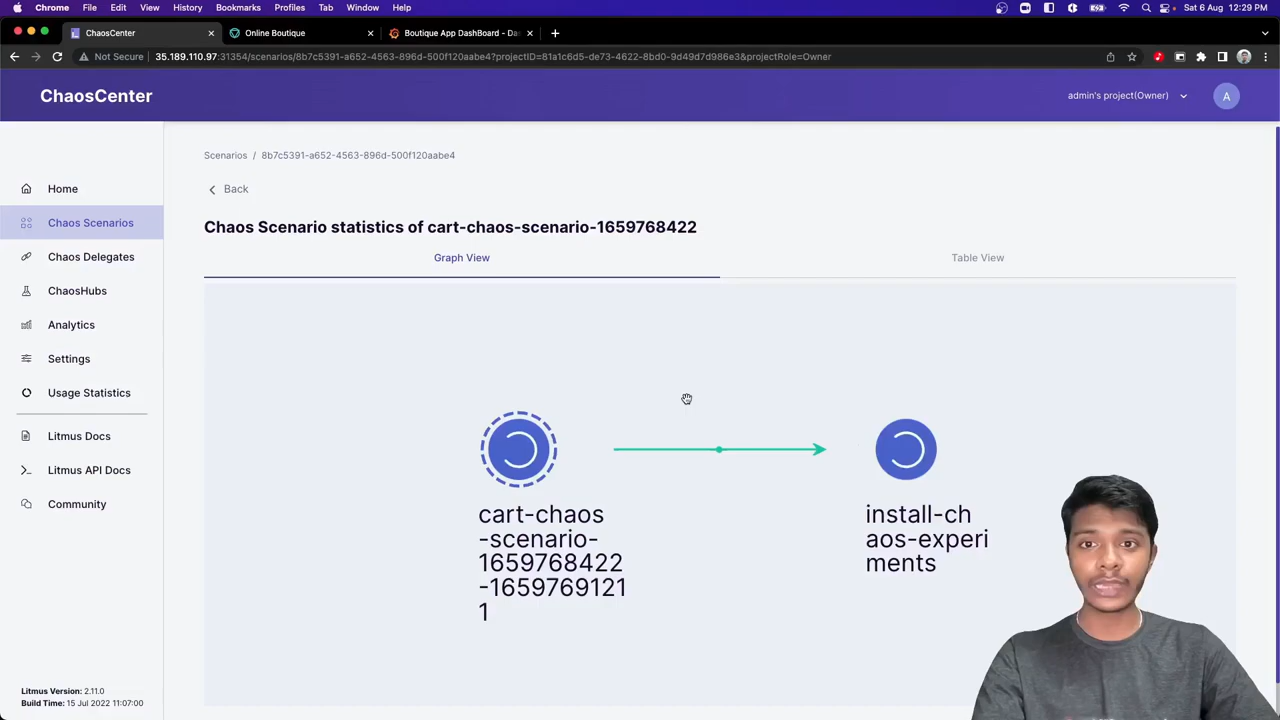 Chrome File Edit View History Bookmarks Profiles Tab Window Help
Sat 6 Aug 12:29 PM
ChaosCenter
Online Boutique
Boutique App DashBoard - Das
Not Secure
35.189.110.97:31354/scenarios/8b7c5391-a652-4563-896d-500f120aabe4?projectID=81a1c6d5-de73-4622-8bd0-9d49d7d986e3&projectRole=Owner
ChaosCenter
admin's project(Owner)
A
Scenarios / 8b7c5391-a652-4563-896d-500f120aabe4
Back
Chaos Scenario statistics of cart-chaos-scenario-1659768422
Graph View
Table View
Home
Chaos Scenarios
Chaos Delegates
ChaosHubs
Analytics
Settings
Usage Statistics
Litmus Docs
Litmus API Docs
Community
cart-chaos
-scenario-
1659768422
-1659769121
1
install-ch
aos-experi
ments
Litmus Version: 2.11.0
Build Time: 15 Jul 2022 11:07:00